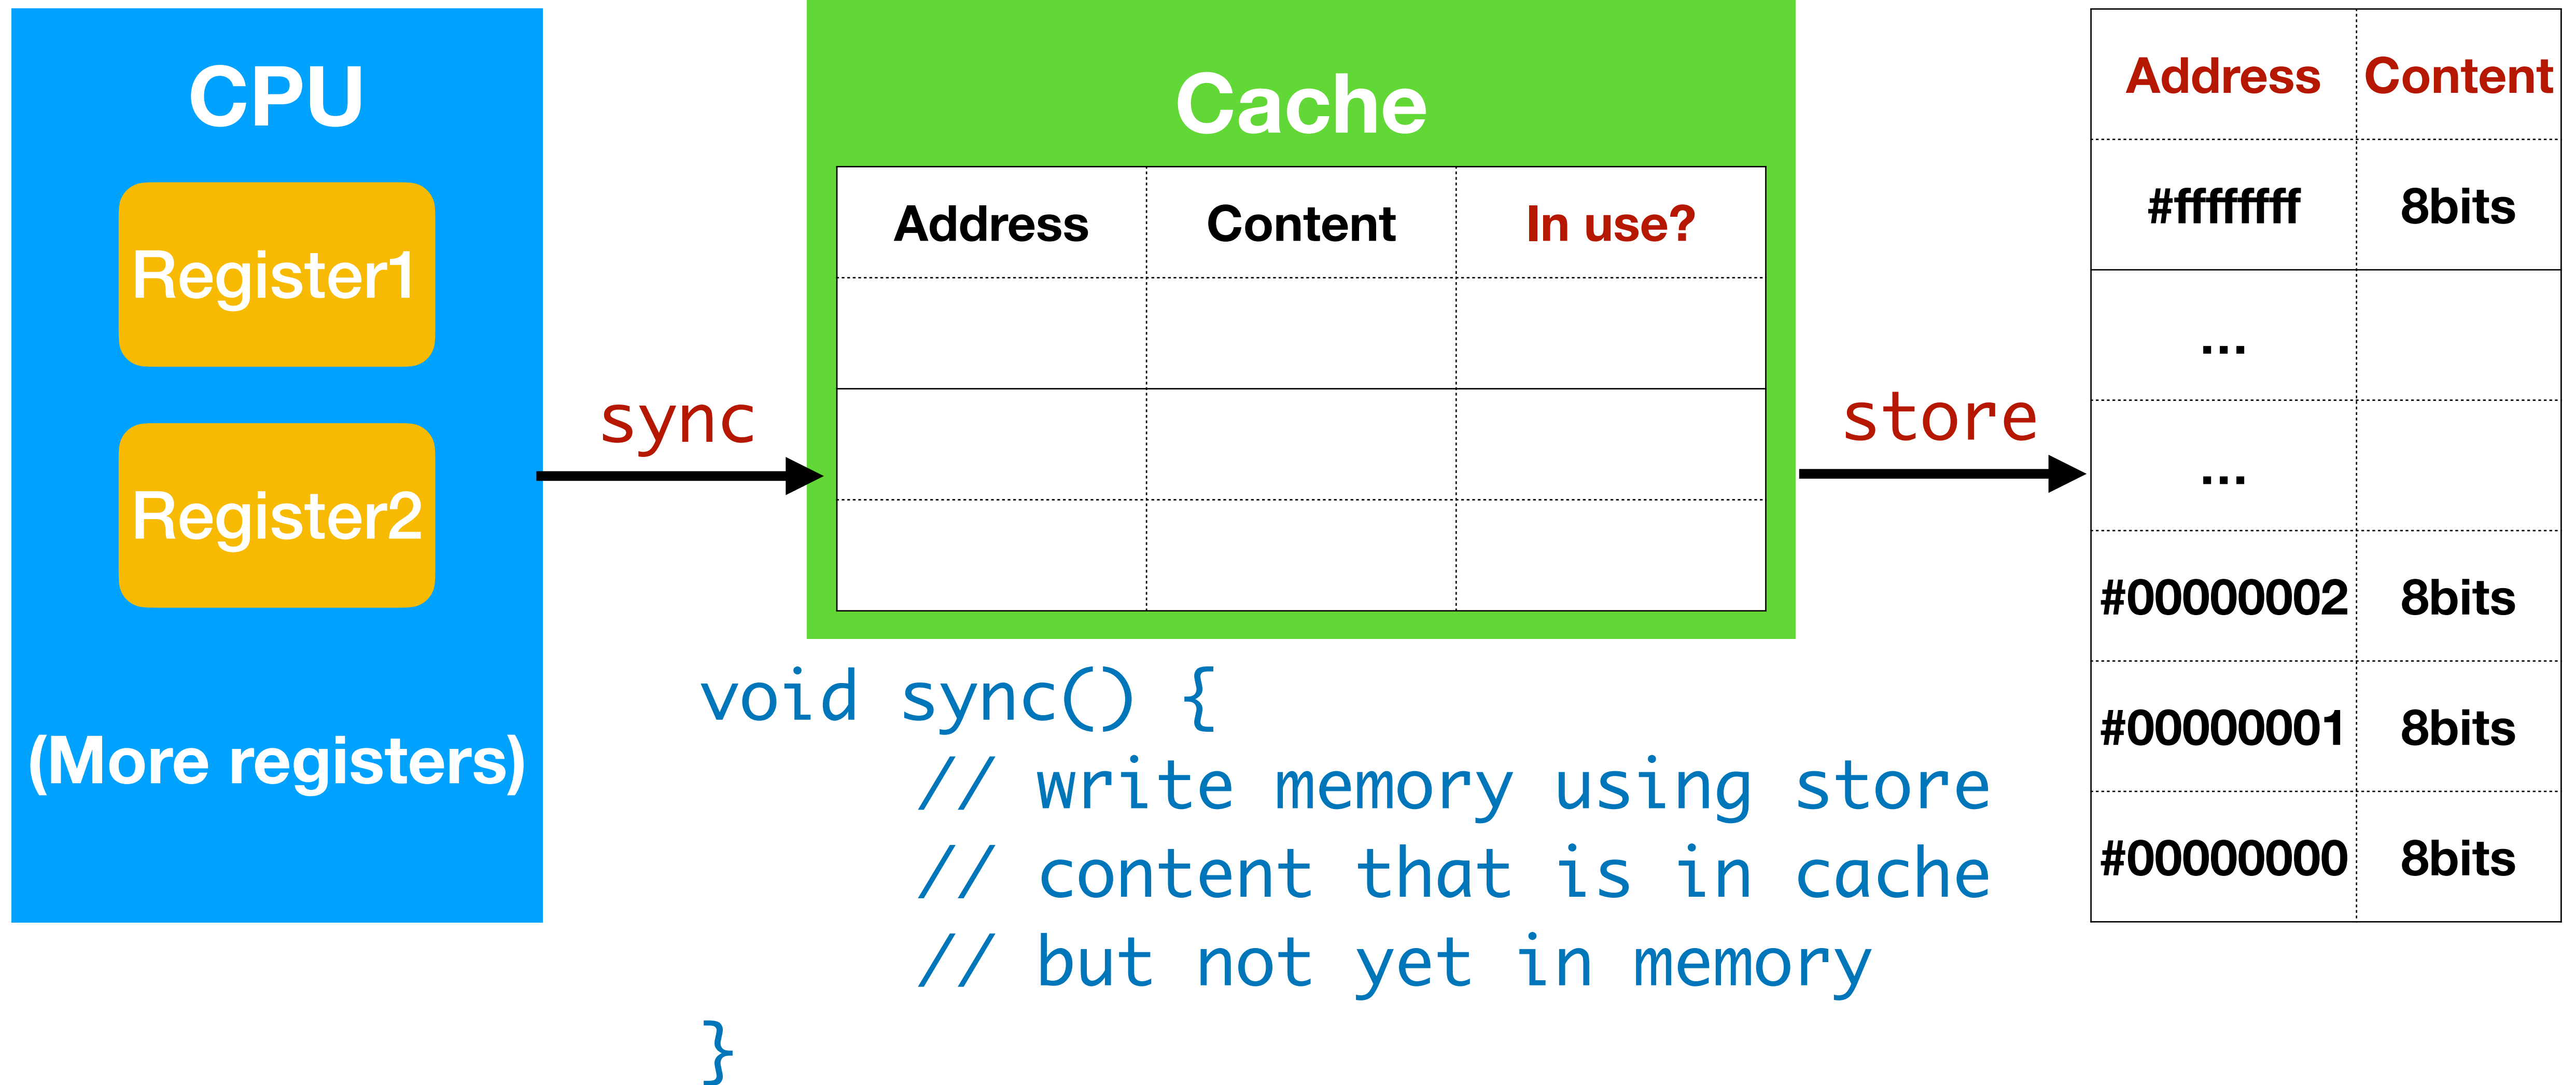 CPU
Register1
Register2
(More registers)
sync
Cache
Address Content In use?
store
Address Content
#ffffffff 8bits
...
...
#00000002 8bits
#00000001 8bits
#00000000 8bits
void sync() {
// write memory using store
// content that is in cache
// but not yet in memory
}